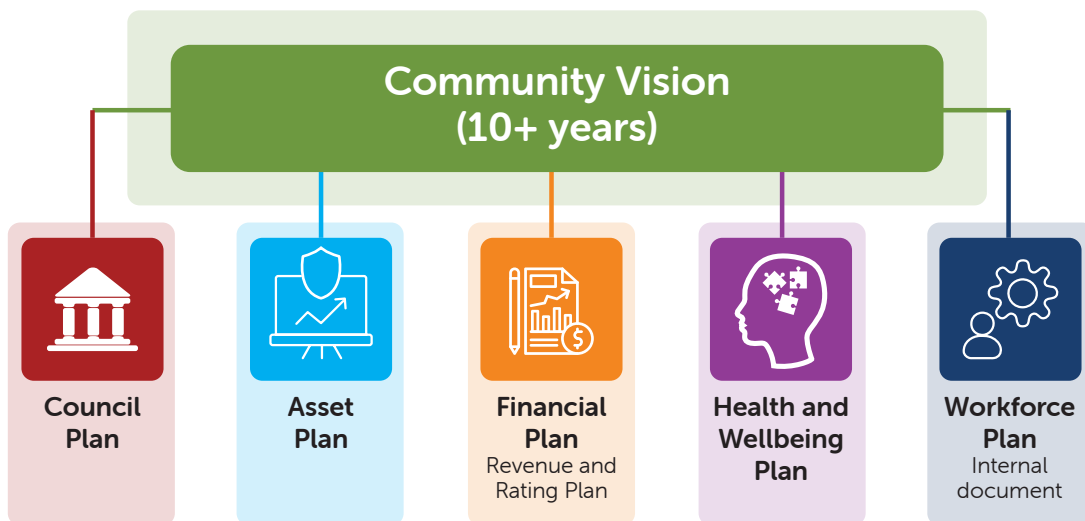 Community Vision
(10+ years)
Council
Plan
Asset
Plan
Financial
Plan
Revenue and
Rating Plan
Health and
Wellbeing
Plan
Workforce
Plan
Internal
document
$